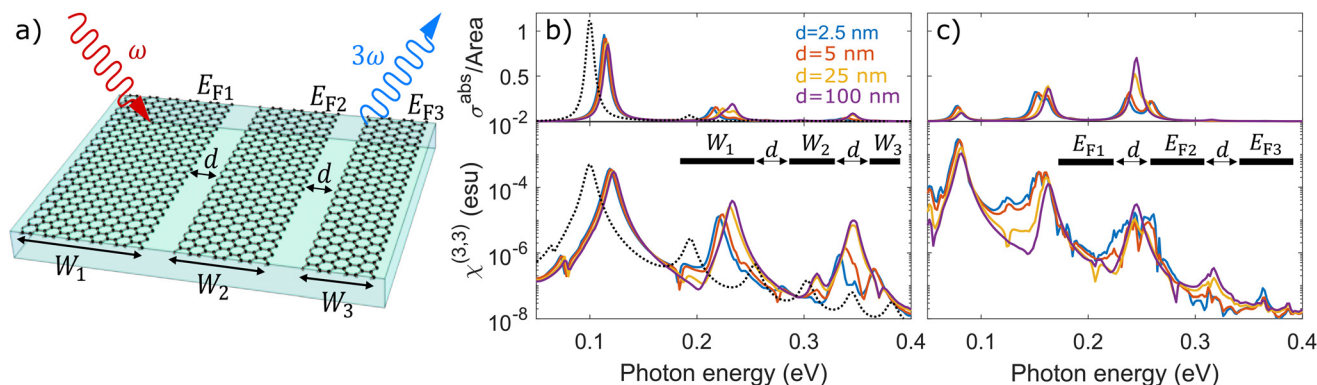 a)
ω
3ω
E_F1
E_F2
E_F3
d
d
W_1
W_2
W_3
b)
d=2.5 nm
d=5 nm
d=25 nm
d=100 nm
σ^abs/Area
1
0.5
10^-2
W_1 d W_2 d W_3
χ^(3,3) (esu)
10^-4
10^-6
10^-8
0.1 0.2 0.3 0.4
Photon energy (eV)
c)
E_F1 d E_F2 d E_F3
0.1 0.2 0.3 0.4
Photon energy (eV)